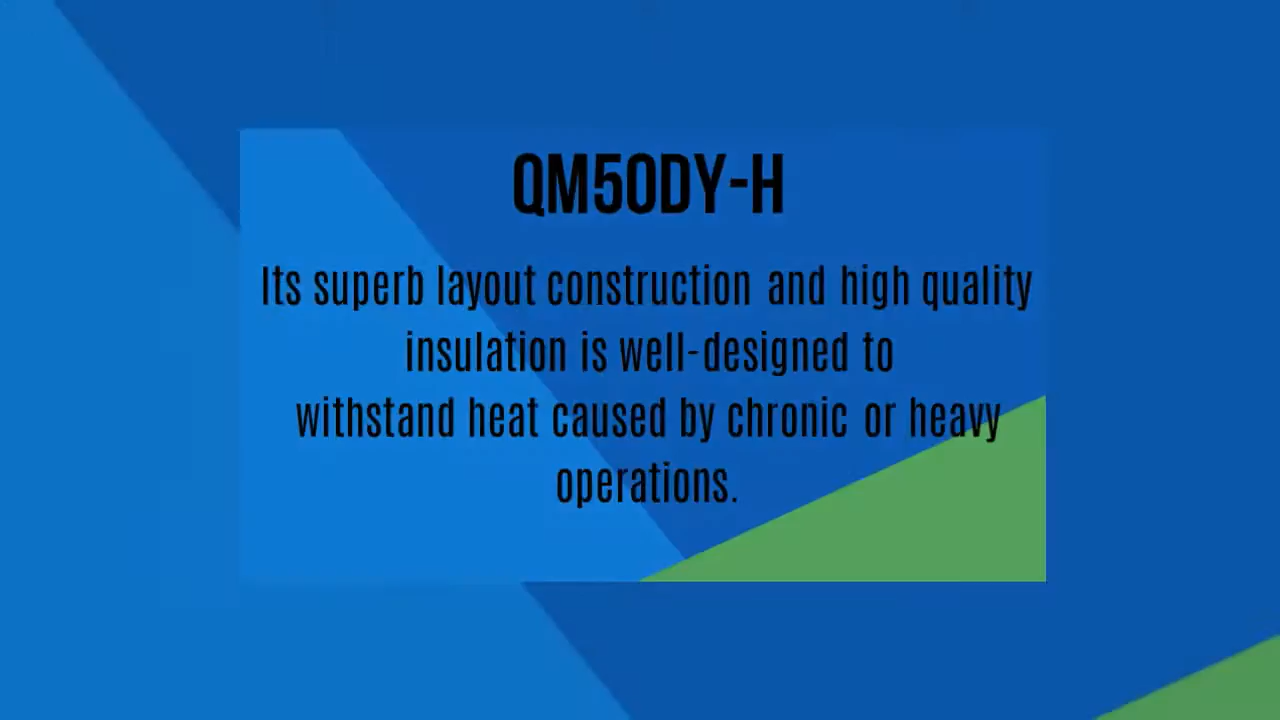 QM50DY-H
Its superb layout construction and high quality
insulation is well-designed to
withstand heat caused by chronic or heavy
operations.